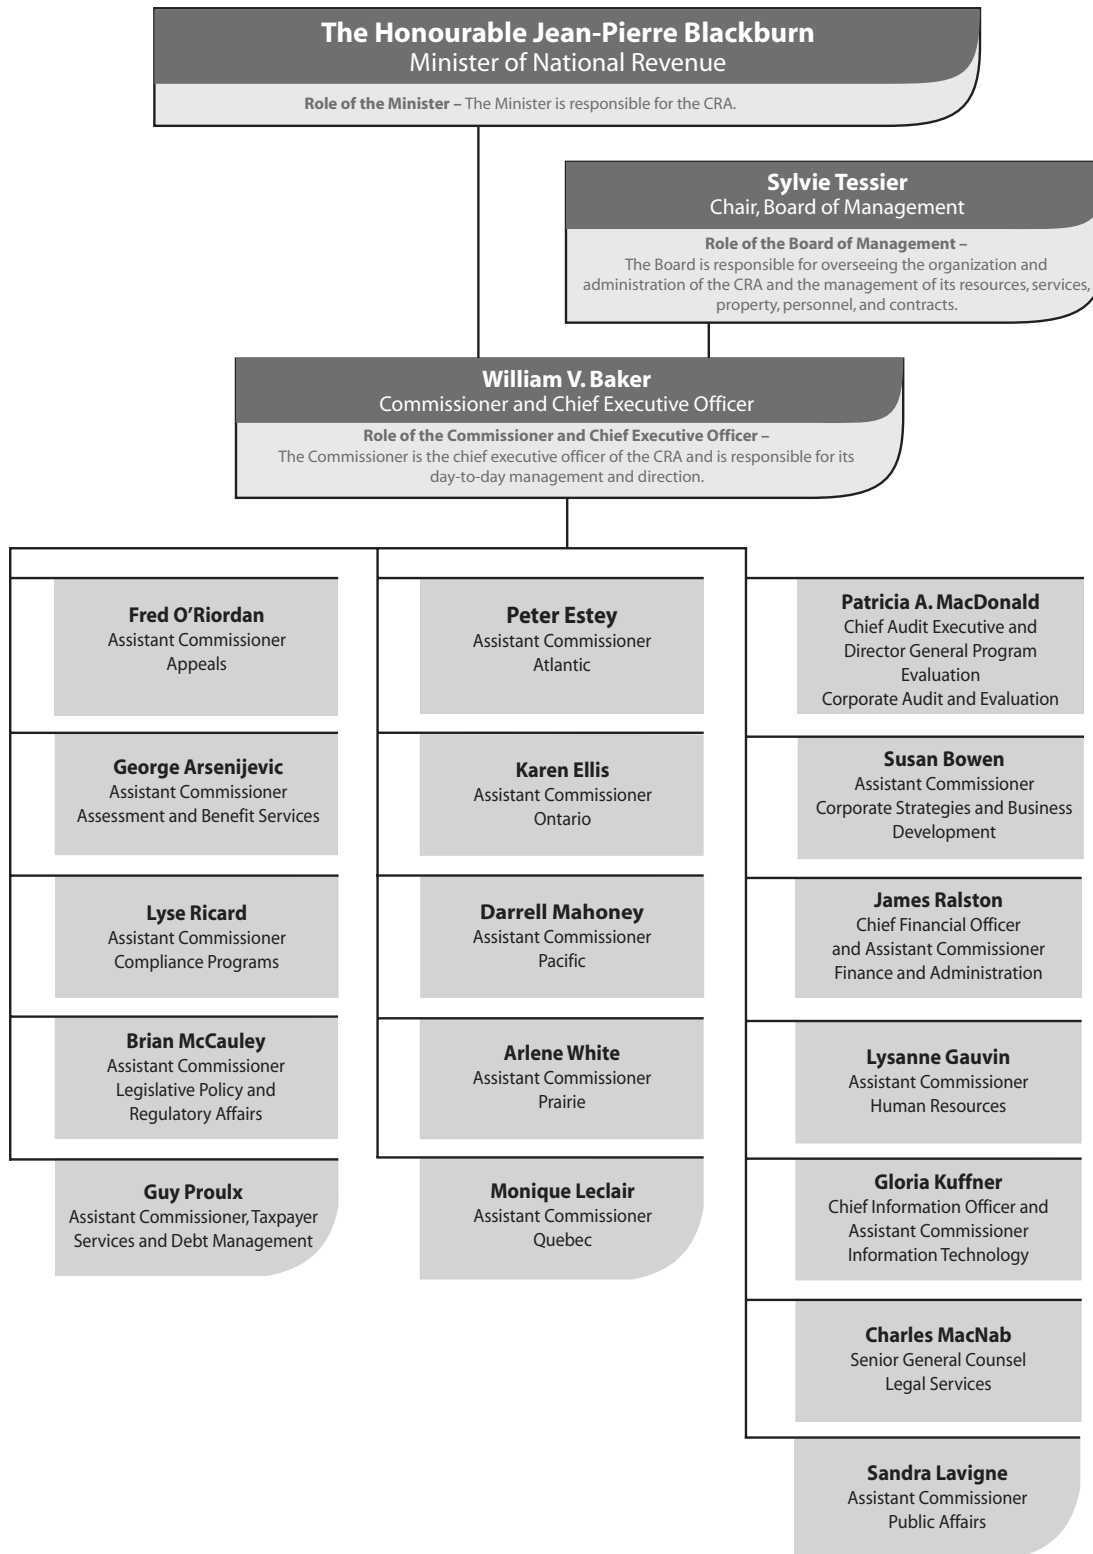 The Honourable Jean-Pierre Blackburn
Minister of National Revenue
Role of the Minister – The Minister is responsible for the CRA.
Sylvie Tessier
Chair, Board of Management
Role of the Board of Management –
The Board is responsible for overseeing the organization and
administration of the CRA and the management of its resources, services,
property, personnel, and contracts.
William V. Baker
Commissioner and Chief Executive Officer
Role of the Commissioner and Chief Executive Officer –
The Commissioner is the chief executive officer of the CRA and is responsible for its
day-to-day management and direction.
Fred O'Riordan
Assistant Commissioner
Appeals
George Arsenijevic
Assistant Commissioner
Assessment and Benefit Services
Lyse Ricard
Assistant Commissioner
Compliance Programs
Brian McCauley
Assistant Commissioner
Legislative Policy and
Regulatory Affairs
Guy Proulx
Assistant Commissioner, Taxpayer
Services and Debt Management
Peter Estey
Assistant Commissioner
Atlantic
Karen Ellis
Assistant Commissioner
Ontario
Darrell Mahoney
Assistant Commissioner
Pacific
Arlene White
Assistant Commissioner
Prairie
Monique Leclair
Assistant Commissioner
Quebec
Patricia A. MacDonald
Chief Audit Executive and
Director General Program
Evaluation
Corporate Audit and Evaluation
Susan Bowen
Assistant Commissioner
Corporate Strategies and Business
Development
James Ralston
Chief Financial Officer
and Assistant Commissioner
Finance and Administration
Lysanne Gauvin
Assistant Commissioner
Human Resources
Gloria Kuffner
Chief Information Officer and
Assistant Commissioner
Information Technology
Charles MacNab
Senior General Counsel
Legal Services
Sandra Lavigne
Assistant Commissioner
Public Affairs